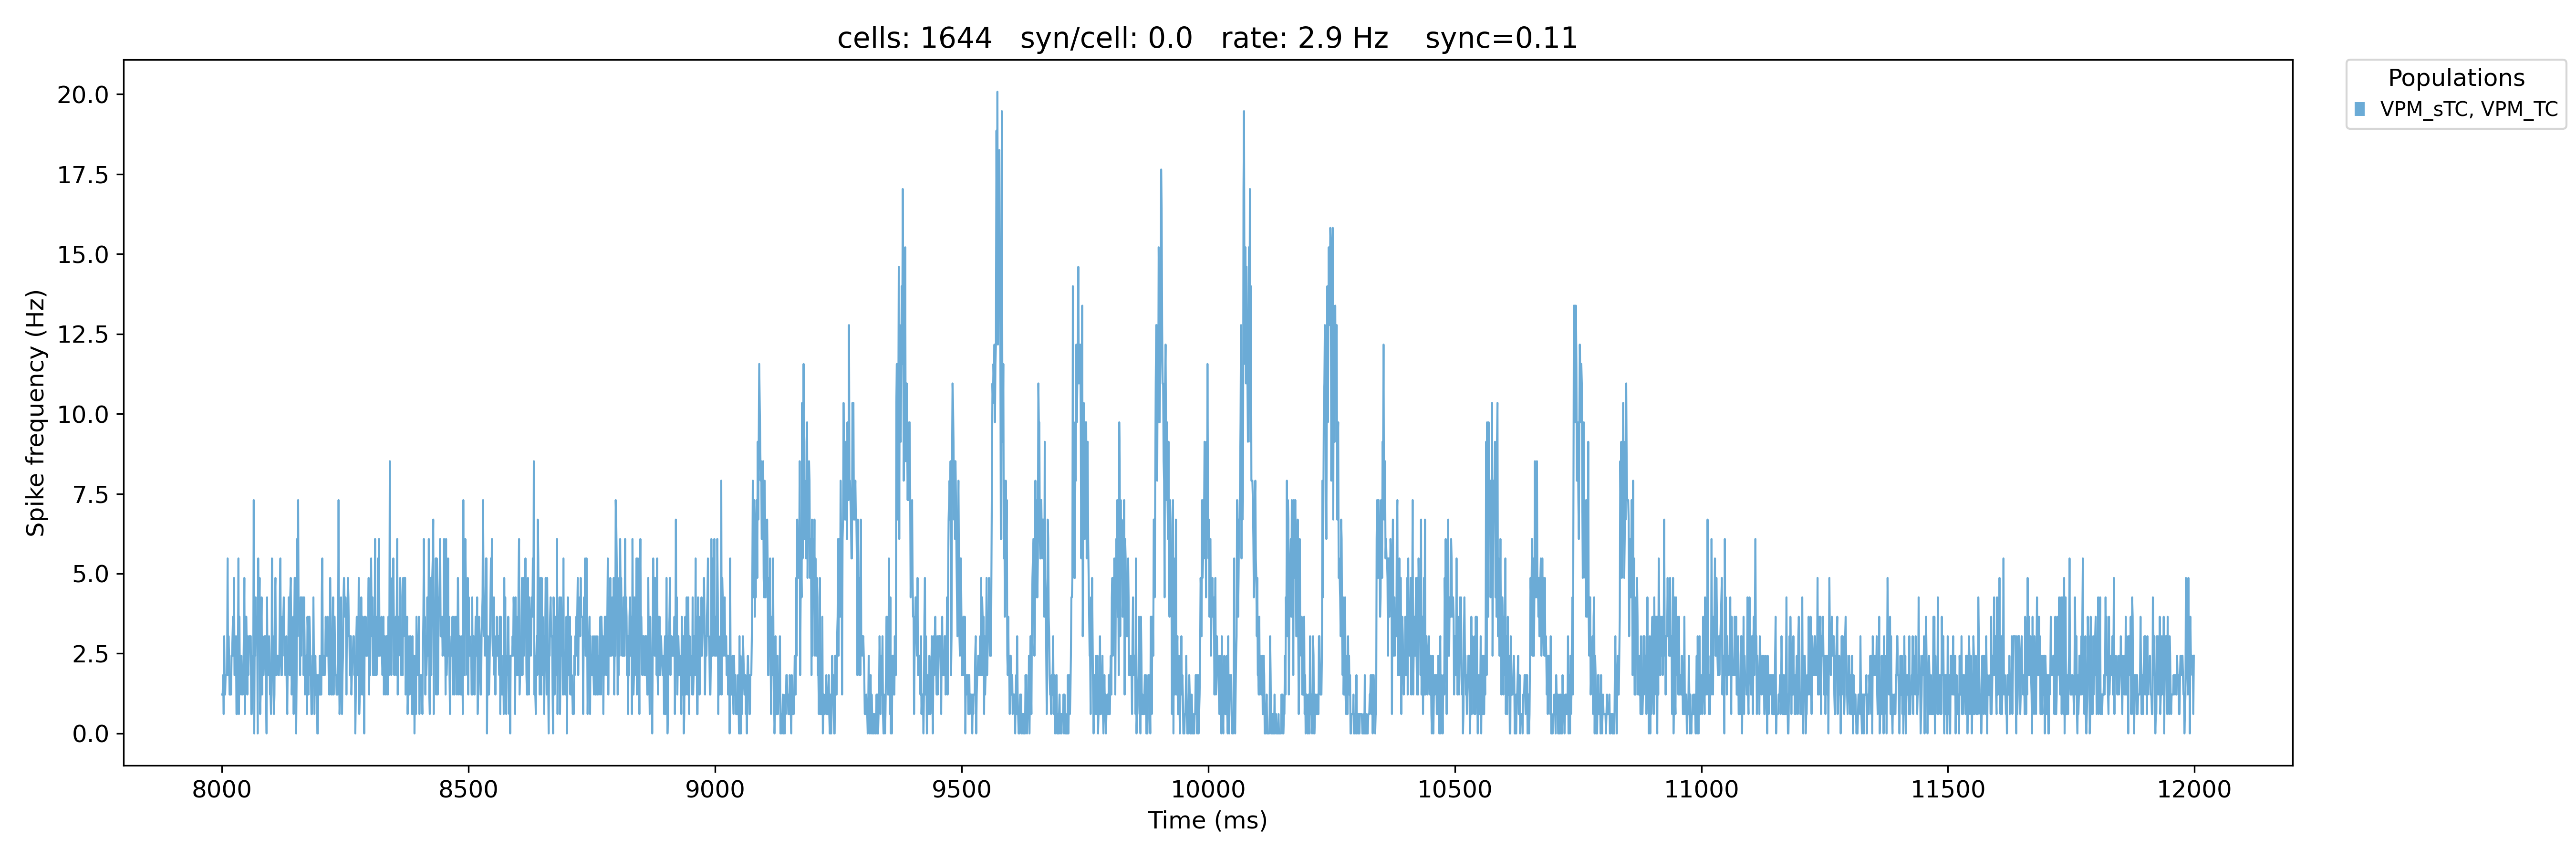 cells: 1644   syn/cell: 0.0   rate: 2.9 Hz    sync=0.11
Populations
VPM_sTC, VPM_TC
Spike frequency (Hz)
20.0
17.5
15.0
12.5
10.0
7.5
5.0
2.5
0.0
8000 8500 9000 9500 10000 10500 11000 11500 12000
Time (ms)